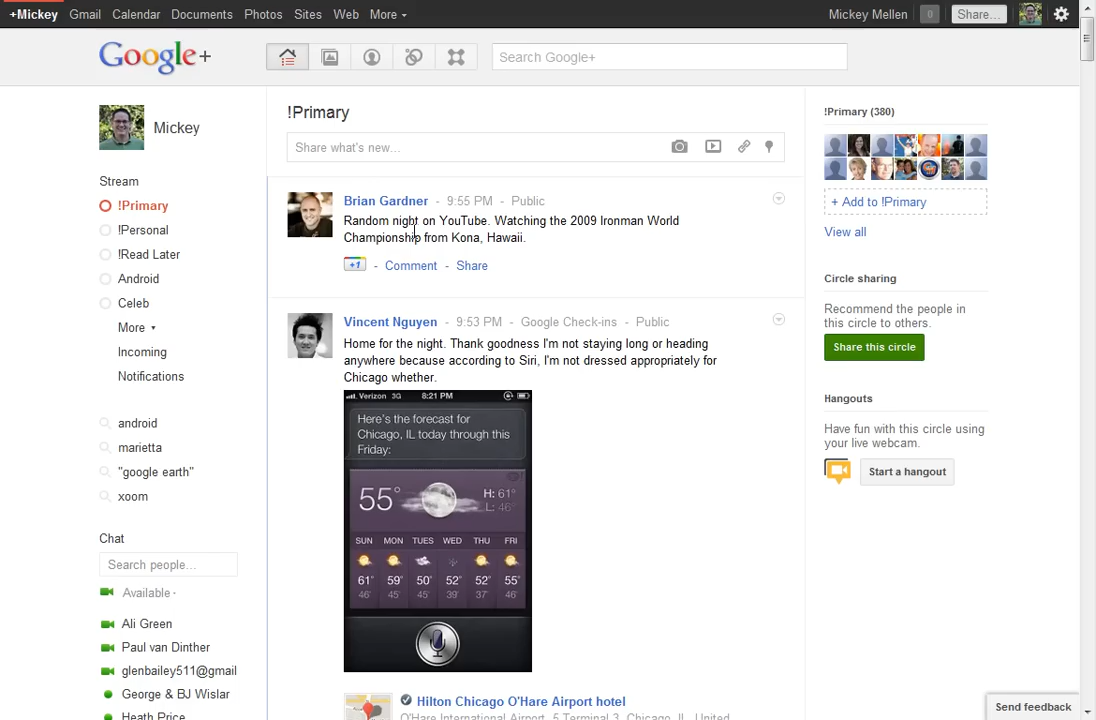 +Mickey Gmail Calendar Documents Photos Sites Web More
Mickey Mellen 0 Share...
Google+
Search Google+
Mickey
Stream
!Primary
!Personal
!Read Later
Android
Celeb
More
Incoming
Notifications
android
marietta
"google earth"
xoom
Chat
Search people...
Available
Ali Green
Paul van Dinther
glenbailey511@gmail
George & BJ Wislar
Heath Price
!Primary
Share what's new...
Brian Gardner - 9:55 PM - Public
Random night on YouTube. Watching the 2009 Ironman World
Championship from Kona, Hawaii.
+1 - Comment - Share
Vincent Nguyen - 9:53 PM - Google Check-ins - Public
Home for the night. Thank goodness I'm not staying long or heading
anywhere because according to Siri, I'm not dressed appropriately for
Chicago whether.
Verizon 3G 8:21 PM
Here's the forecast for
Chicago, IL today through this
Friday:
55° H: 61°
L: 46°
SUN MON TUES WED THU FRI
61° 59° 50° 52° 52° 55°
46° 45° 45° 39° 37° 46°
Hilton Chicago O'Hare Airport hotel
O'Hare International Airport, 5 Terminal 3, Chicago, IL, United
!Primary (380)
+ Add to !Primary
View all
Circle sharing
Recommend the people in
this circle to others.
Share this circle
Hangouts
Have fun with this circle using
your live webcam.
Start a hangout
Send feedback